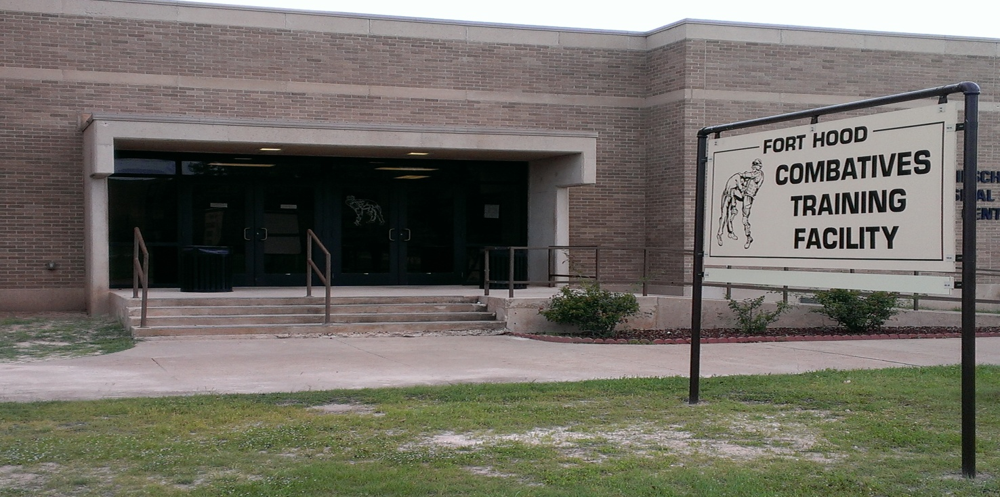 FORT HOOD
COMBATIVES
TRAINING
FACILITY